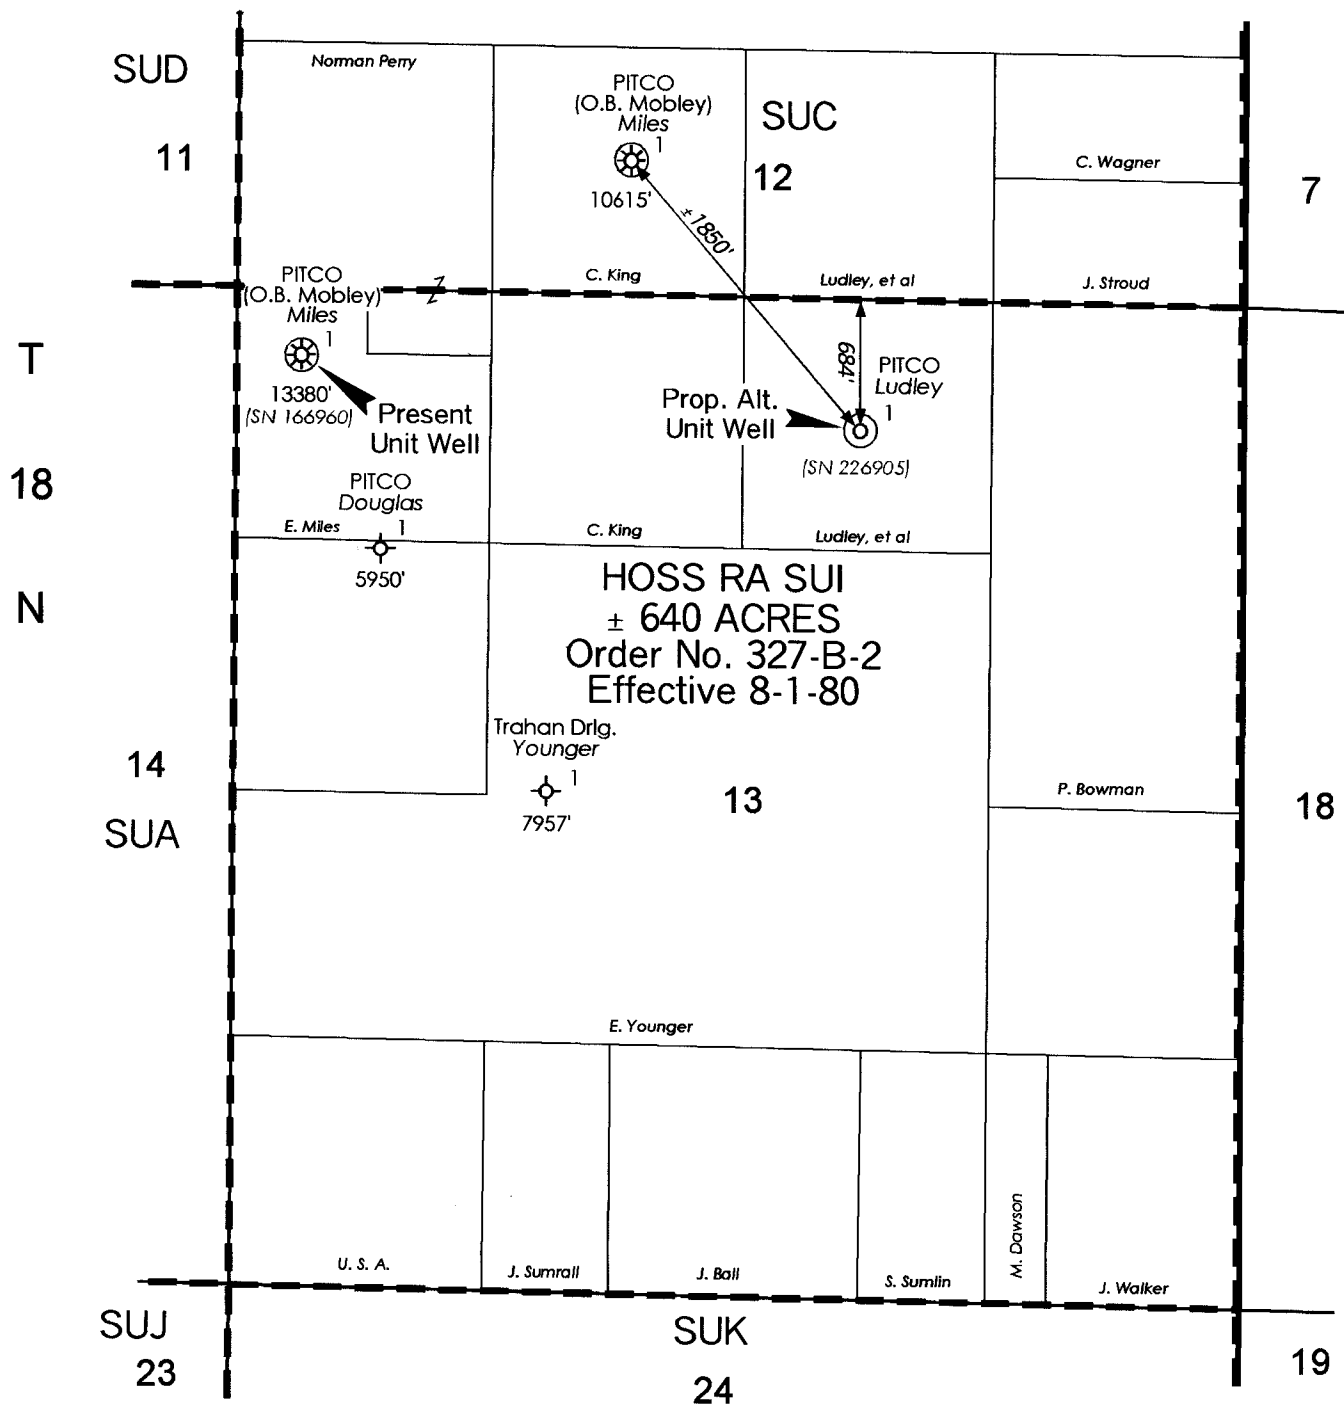 SUD
Norman Perry
PITCO
(O.B. Mobley)
Miles
1
10615'
SUC
12
11
C. Wagner
7
±1850'
PITCO
(O.B. Mobley)
Miles
1
13380'
(SN 166960)
Present
Unit Well
Z
C. King
Ludley, et al
J. Stroud
T
18
N
684'
PITCO
Ludley
1
Prop. Alt.
Unit Well
(SN 226905)
PITCO
Douglas
1
5950'
E. Miles
C. King
Ludley, et al
HOSS RA SUI
± 640 ACRES
Order No. 327-B-2
Effective 8-1-80
Trahan Drlg.
Younger
1
7957'
14
SUA
13
P. Bowman
18
E. Younger
U. S. A.
J. Sumrall
J. Ball
S. Sumlin
M. Dawson
J. Walker
SUJ
23
SUK
24
19